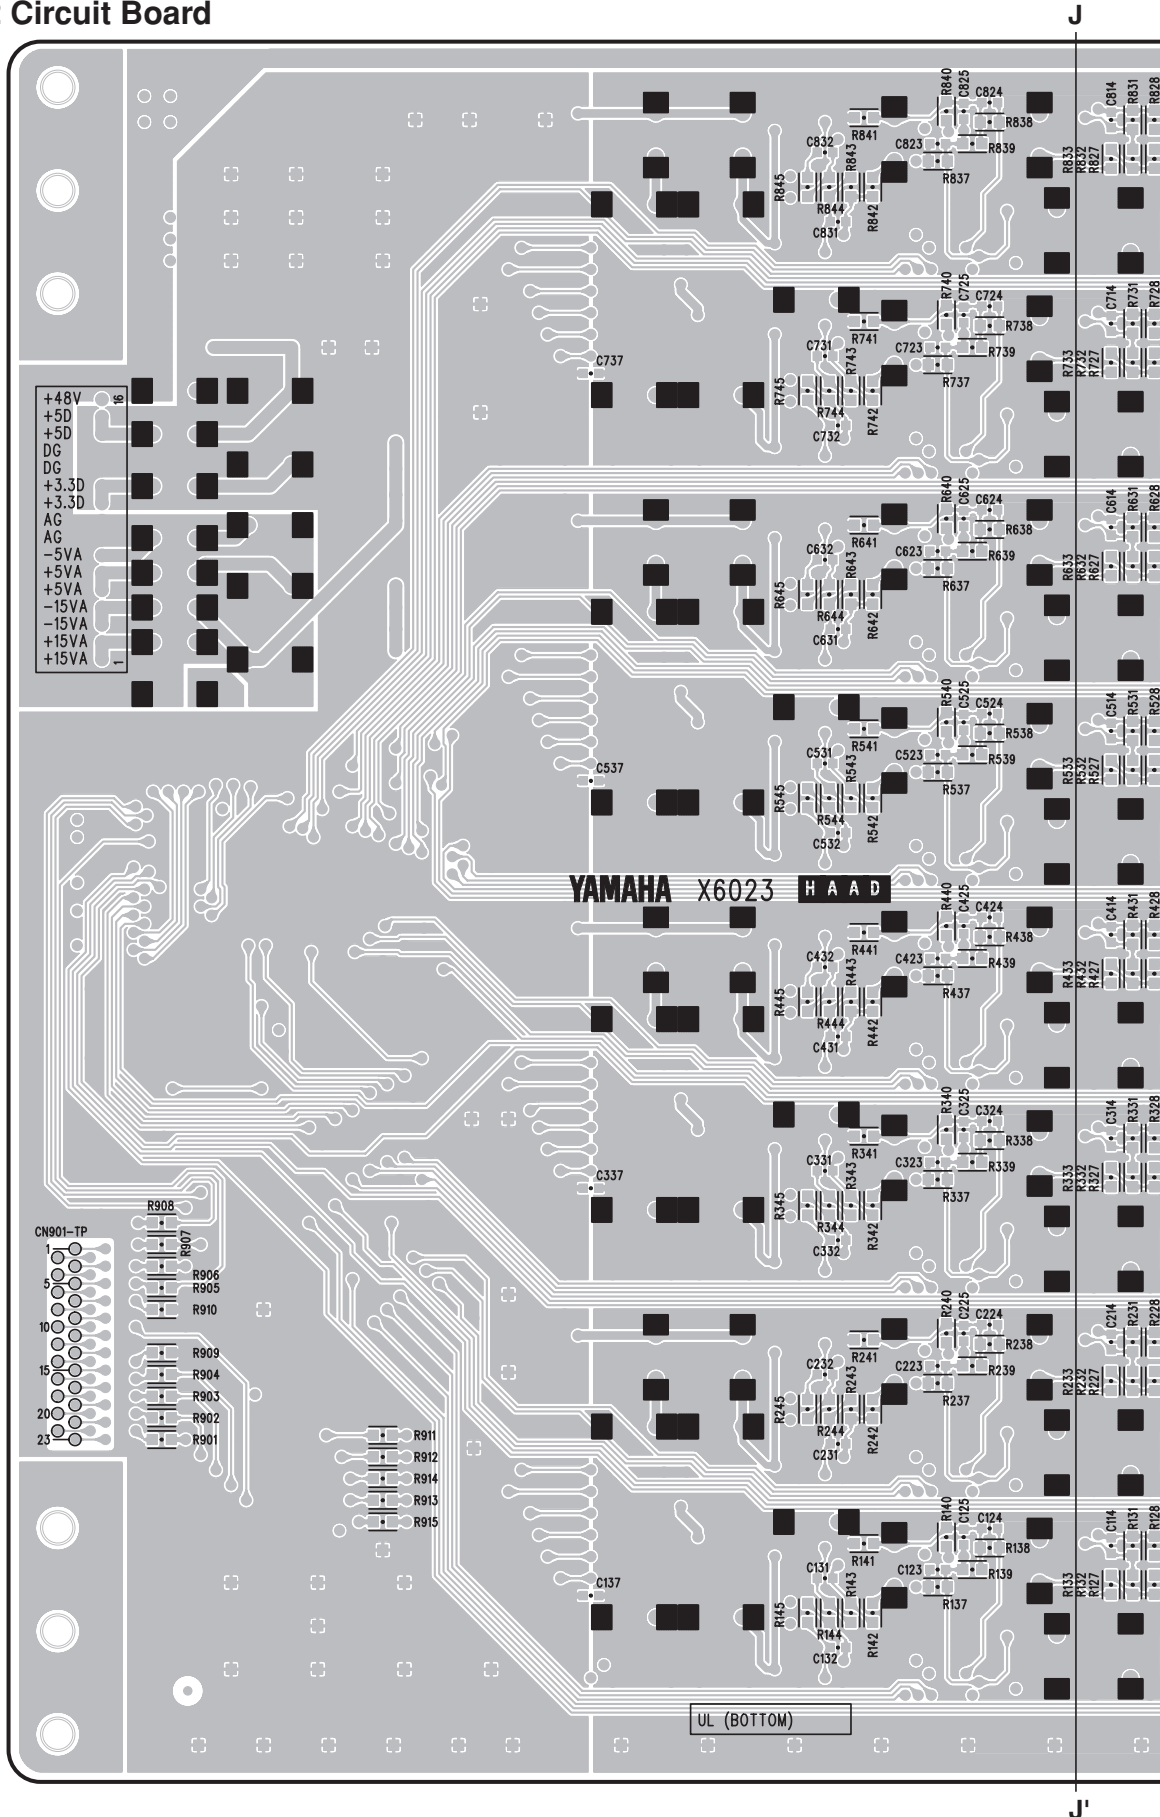 Circuit Board
J
R840
C825
C824
R838
R841
C832
R843
C823
R839
R837
R845
R844
R842
C831
C814
R831
R828
R833
R832
R827
+48V
16
+5D
+5D
DG
DG
+3.3D
+3.3D
AG
AG
-5VA
+5VA
+5VA
-15VA
-15VA
+15VA
+15VA
1
R740
C725
C724
R738
R741
C731
R743
C723
R739
R737
C737
R745
R744
R742
C732
C714
R731
R728
R733
R732
R727
R640
C625
C624
R638
R641
C632
R643
C623
R639
R637
R645
R644
R642
C631
C614
R631
R628
R633
R632
R627
R540
C525
C524
R538
R541
C531
R543
C523
R539
R537
C537
R545
R544
R542
C532
C514
R531
R528
R533
R532
R527
YAMAHA X6023 HAAD
R440
C425
C424
R438
R441
C432
R443
C423
R439
R437
R445
R444
R442
C431
C414
R431
R428
R433
R432
R427
R340
C325
C324
R338
R341
C331
R343
C323
R339
R337
C337
R345
R344
R342
C332
C314
R331
R328
R333
R332
R327
R908
CN901-TP
R907
1
5
10
15
20
23
R906
R905
R910
R909
R904
R903
R902
R901
R240
C225
C224
R238
R241
C232
R243
C223
R239
R237
R245
R244
R242
C231
C214
R231
R228
R233
R232
R227
R911
R912
R914
R913
R915
R140
C125
C124
R138
R141
C131
R143
C123
R139
R137
C137
R145
R144
R142
C132
C114
R131
R128
R133
R132
R127
UL (BOTTOM)
J'